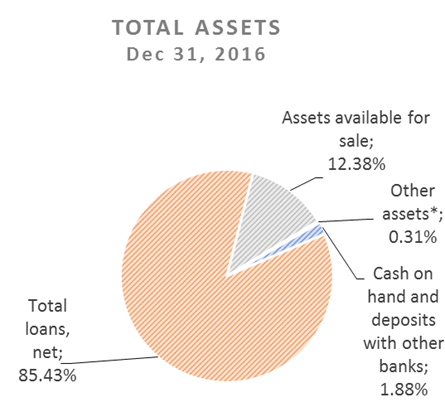 TOTAL ASSETS
Dec 31, 2016
Assets available for
sale;
12.38%
Other
assets*;
0.31%
Cash on
hand and
deposits
with other
banks;
1.88%
Total
loans,
net;
85.43%